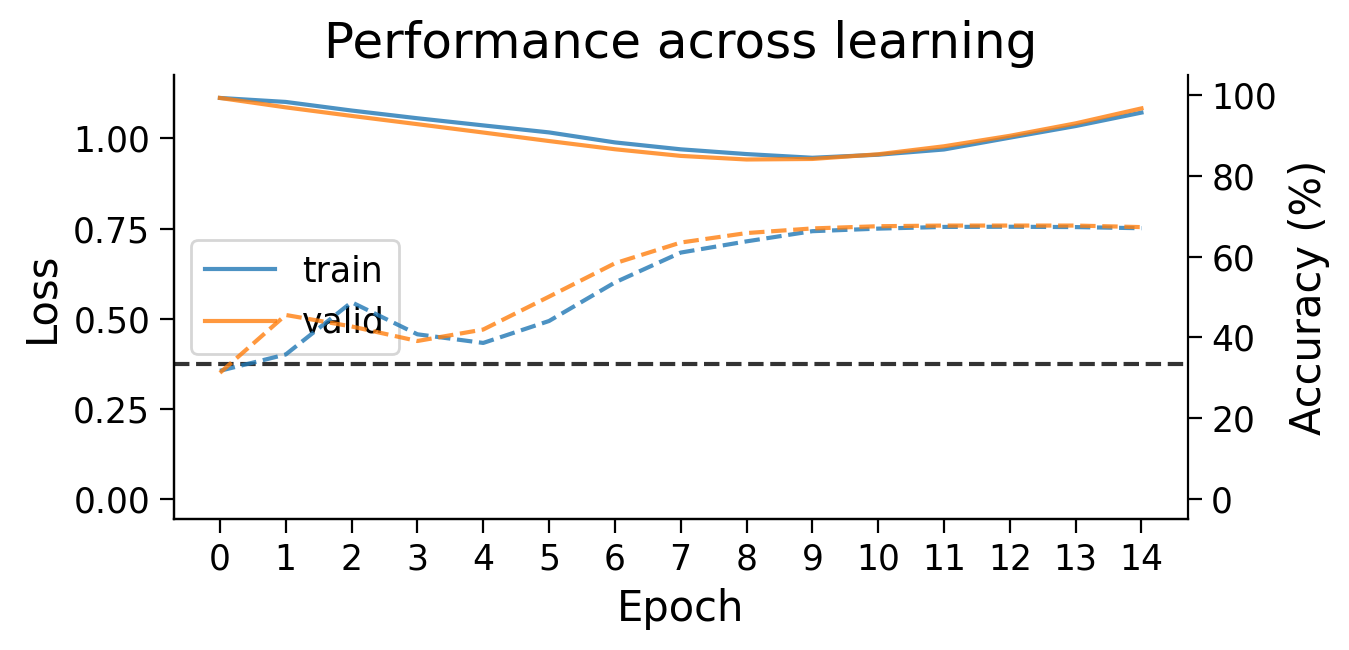 Performance across learning
Loss
1.00
0.75
0.50
0.25
0.00
train
valid
100
80
60
40
20
0
Accuracy (%)
0 1 2 3 4 5 6 7 8 9 10 11 12 13 14
Epoch